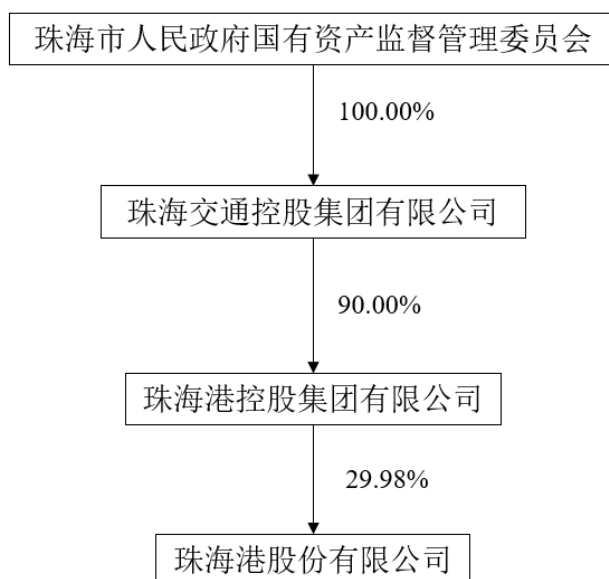 珠海市人民政府国有资产监督管理委员会
100.00%
珠海交通控股集团有限公司
90.00%
珠海港控股集团有限公司
29.98%
珠海港股份有限公司